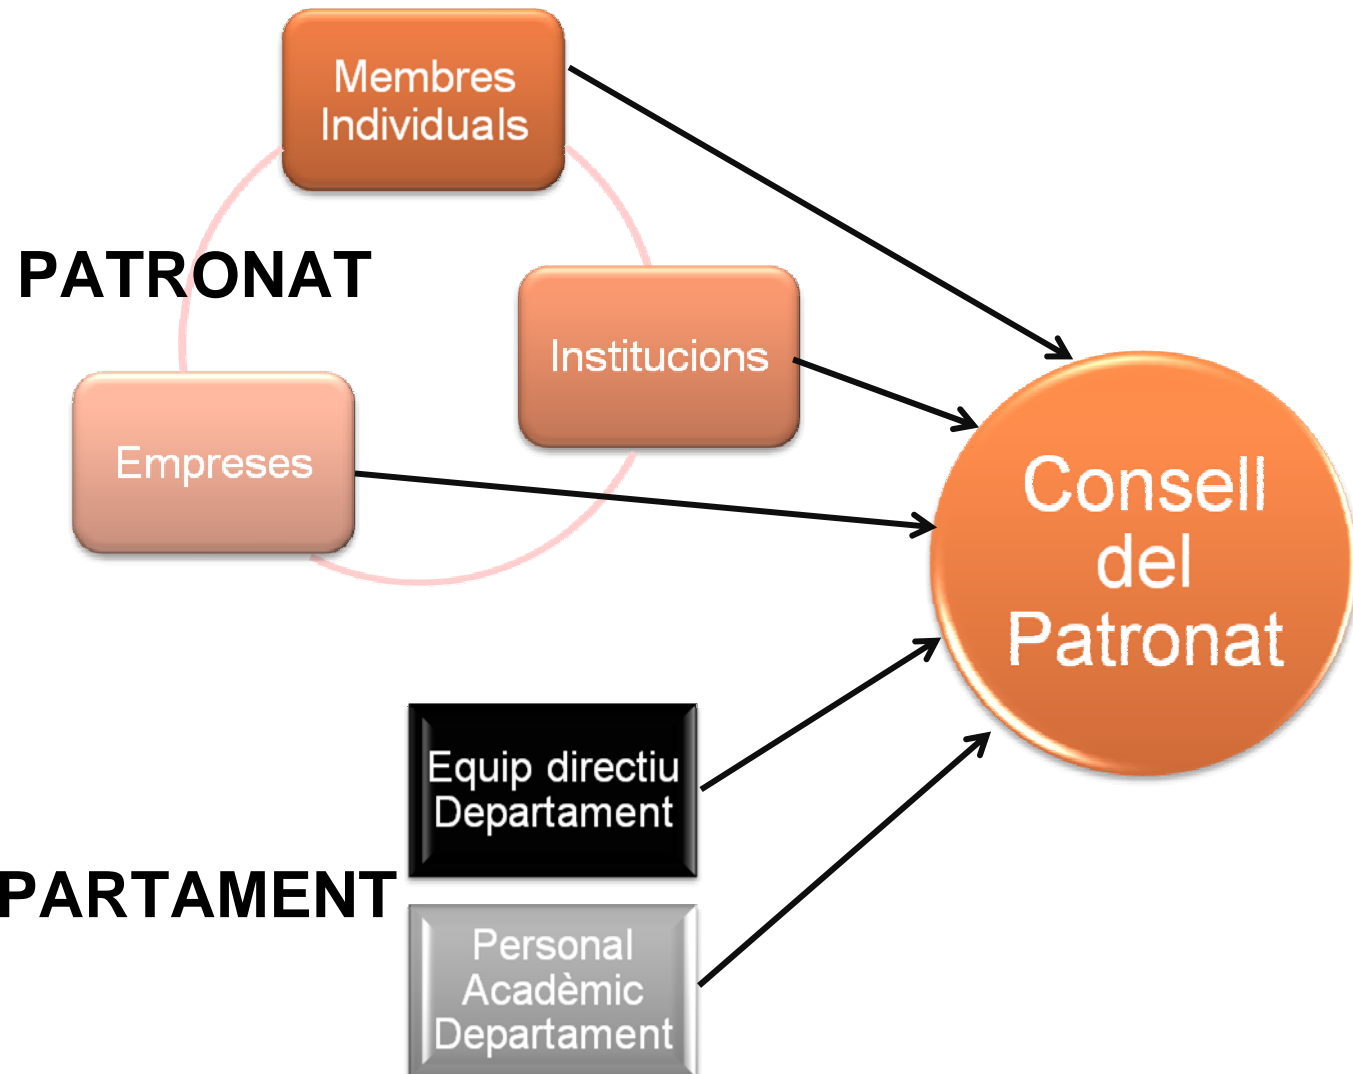 Membres
Individuals
PATRONAT
Institucions
Empreses
Consell
del
Patronat
Equip directiu
Departament
PARTAMENT
Personal
Acadèmic
Departament